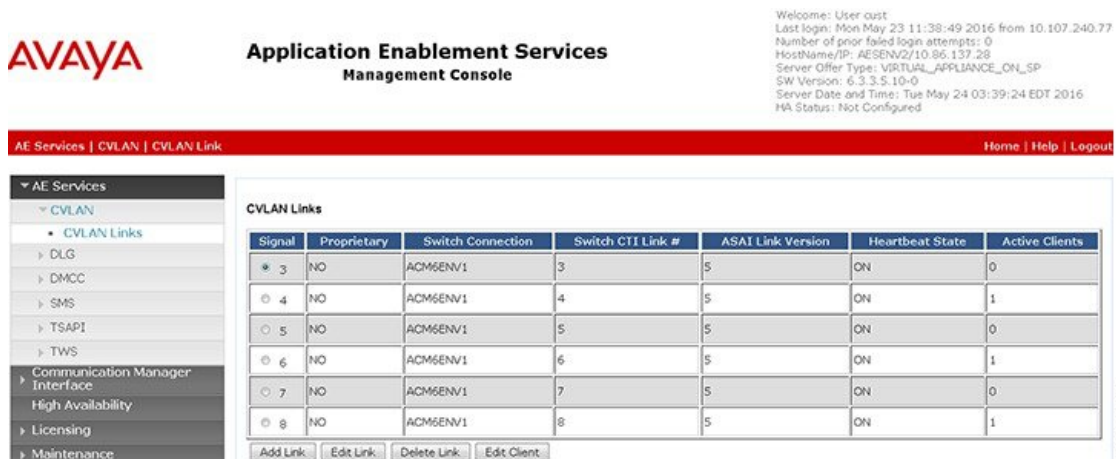 Welcome: User cust
Last login: Mon May 23 11:38:49 2016 from 10.107.240.77
Number of prior failed login attempts: 0
HostName/IP: AESENV2/10.86.137.28
Server Offer Type: VIRTUAL_APPLIANCE_ON_SP
SW Version: 6.3.3.5.10-0
Server Date and Time: Tue May 24 03:39:24 EDT 2016
HA Status: Not Configured
AVAYA
Application Enablement Services
Management Console
AE Services | CVLAN | CVLAN Link Home | Help | Logout
AE Services
CVLAN
CVLAN Links
DLG
DMCC
SMS
TSAPI
TWS
Communication Manager
Interface
High Availability
Licensing
Maintenance
CVLAN Links
Signal Proprietary Switch Connection Switch CTI Link # ASAI Link Version Heartbeat State Active Clients
3 NO ACM6ENV1 3 5 ON 0
4 NO ACM6ENV1 4 5 ON 1
5 NO ACM6ENV1 5 5 ON 0
6 NO ACM6ENV1 6 5 ON 1
7 NO ACM6ENV1 7 5 ON 0
8 NO ACM6ENV1 8 5 ON 1
Add Link Edit Link Delete Link Edit Client